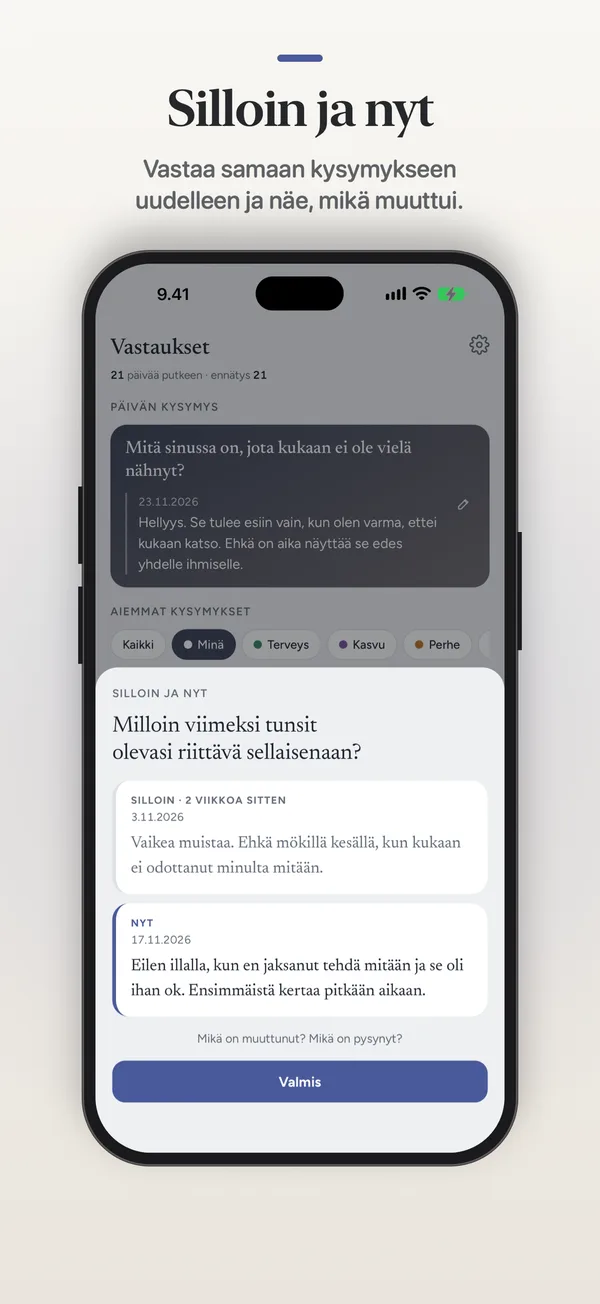 Silloin ja nyt
Vastaa samaan kysymykseen
uudelleen ja näe, mikä muuttui.
9.41
Vastaukset
21 päivää putkeen · ennätys 21
PÄIVÄN KYSYMYS
Mitä sinussa on, jota kukaan ei ole vielä
nähnyt?
23.11.2026
Hellyys. Se tulee esiin vain, kun olen varma, ettei
kukaan katso. Ehkä on aika näyttää se edes
yhdelle ihmiselle.
AIEMMAT KYSYMYKSET
Kaikki Minä Terveys Kasvu Perhe
SILLOIN JA NYT
Milloin viimeksi tunsit
olevasi riittävä sellaisenaan?
SILLOIN · 2 VIIKKOA SITTEN
3.11.2026
Vaikea muistaa. Ehkä mökillä kesällä, kun kukaan
ei odottanut minulta mitään.
NYT
17.11.2026
Eilen illalla, kun en jaksanut tehdä mitään ja se oli
ihan ok. Ensimmäistä kertaa pitkään aikaan.
Mikä on muuttunut? Mikä on pysynyt?
Valmis